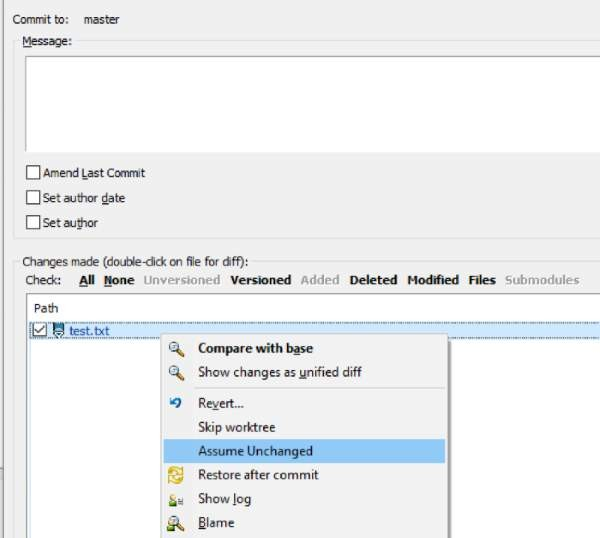 Commit to: master
Message:
Amend Last Commit
Set author date
Set author
Changes made (double-click on file for diff):
Check: All None Unversioned Versioned Added Deleted Modified Files Submodules
Path
test.txt
Compare with base
Show changes as unified diff
Revert...
Skip worktree
Assume Unchanged
Restore after commit
Show log
Blame